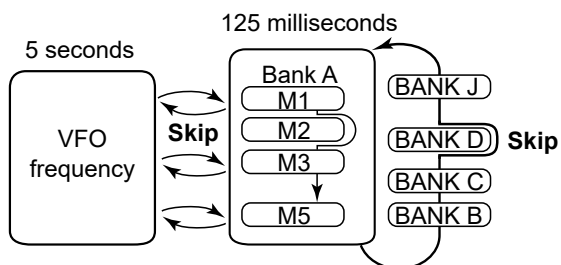 125 milliseconds
5 seconds
Bank A
M1
M2
M3
M5
VFO
frequency
Skip
BANK J
BANK D
Skip
BANK C
BANK B